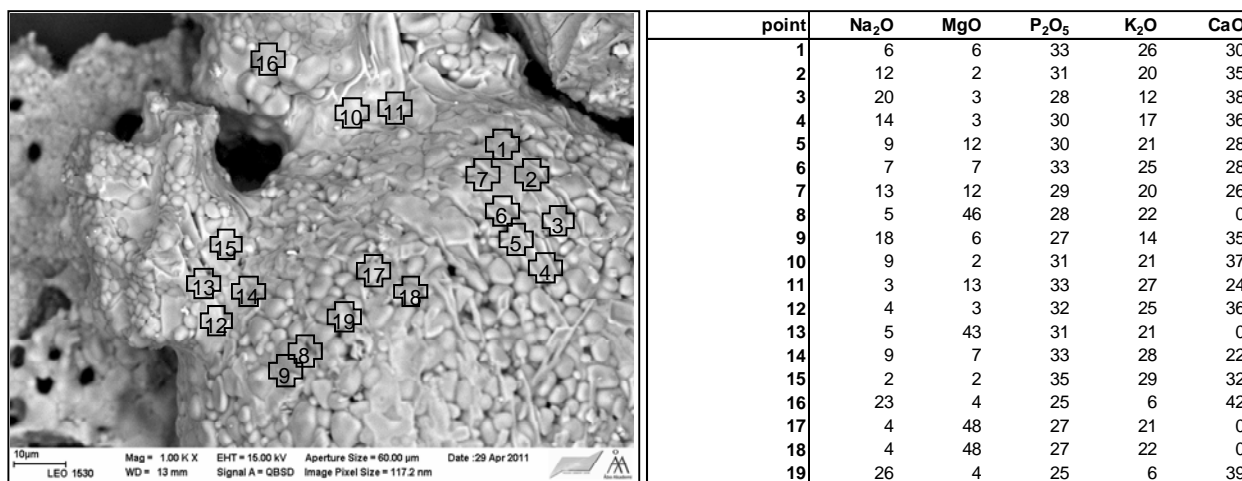 16
10 11
1
7 2
6 3
5
4
15
13 14
12
17 18
19
8
9
10μm
LEO 1530
Mag = 1.00 K X EHT = 15.00 kV Aperture Size = 60.00 μm Date :29 Apr 2011
WD = 13 mm Signal A = QBSD Image Pixel Size = 117.2 nm
point Na₂O MgO P₂O₅ K₂O CaO
1 6 6 33 26 30
2 12 2 31 20 35
3 20 3 28 12 38
4 14 3 30 17 36
5 9 12 30 21 28
6 7 7 33 25 28
7 13 12 29 20 26
8 5 46 28 22 0
9 18 6 27 14 35
10 9 2 31 21 37
11 3 13 33 27 24
12 4 3 32 25 36
13 5 43 31 21 0
14 9 7 33 28 22
15 2 2 35 29 32
16 23 4 25 6 42
17 4 48 27 21 0
18 4 48 27 22 0
19 26 4 25 6 39